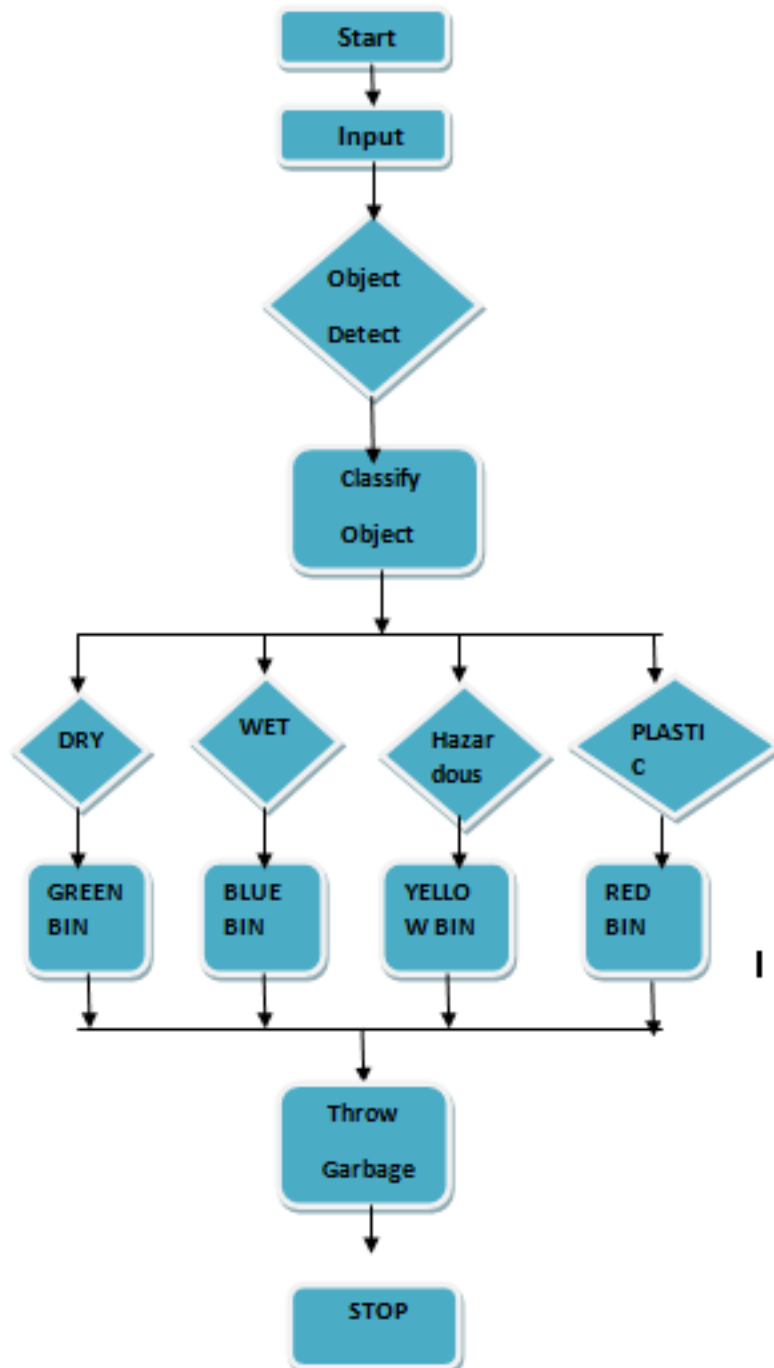 Start
Input
Object
Detect
Classify
Object
DRY
WET
Hazar
dous
PLASTI
C
GREEN
BIN
BLUE
BIN
YELLO
W BIN
RED
BIN
I
Throw
Garbage
STOP